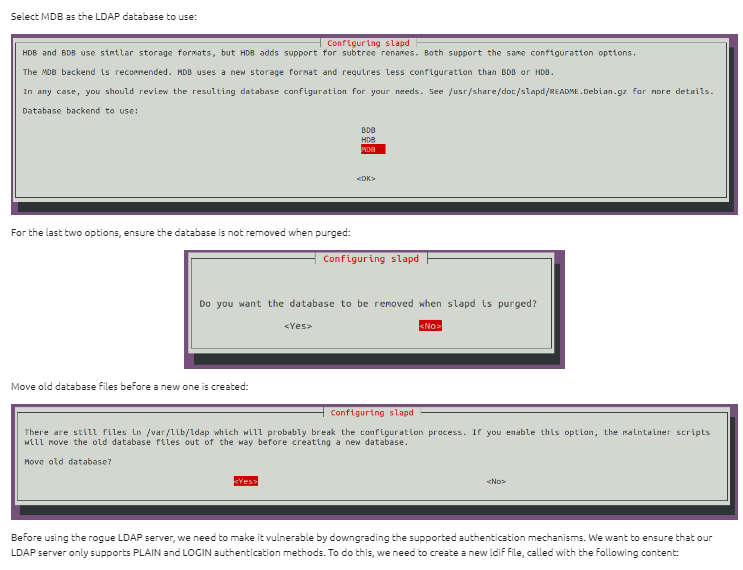 Select MDB as the LDAP database to use:
Configuring slapd
HDB and BDB use similar storage formats, but HDB adds support for subtree renames. Both support the same configuration options.
The MDB backend is recommended. MDB uses a new storage format and requires less configuration than BDB or HDB.
In any case, you should review the resulting database configuration for your needs. See /usr/share/doc/slapd/README.Debian.gz for more details.
Database backend to use:
BDB
HDB
MDB
<OK>
For the last two options, ensure the database is not removed when purged:
Configuring slapd
Do you want the database to be removed when slapd is purged?
<Yes> <No>
Move old database files before a new one is created:
Configuring slapd
There are still files in /var/lib/ldap which will probably break the configuration process. If you enable this option, the maintainer scripts
will move the old database files out of the way before creating a new database.
Move old database?
<Yes> <No>
Before using the rogue LDAP server, we need to make it vulnerable by downgrading the supported authentication mechanisms. We want to ensure that our
LDAP server only supports PLAIN and LOGIN authentication methods. To do this, we need to create a new ldif file, called with the following content: